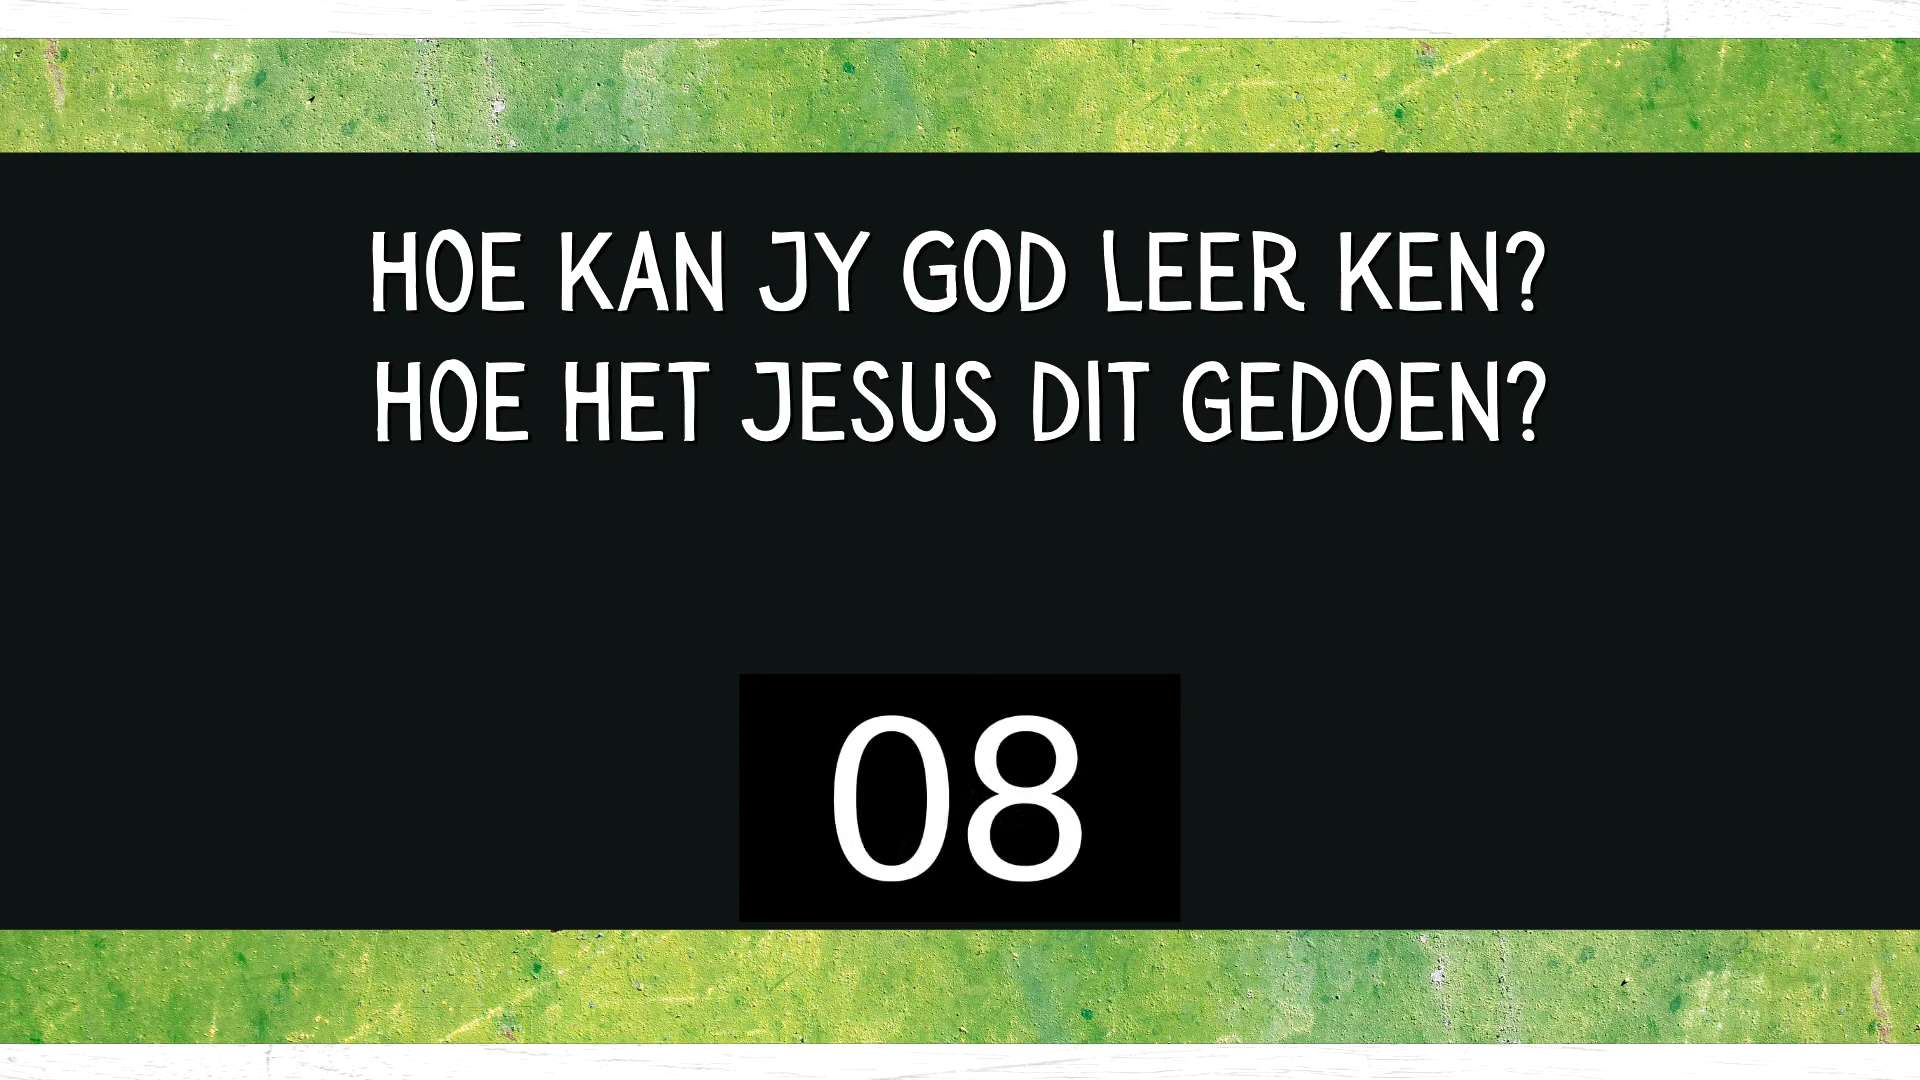 HOE KAN JY GOD LEER KEN?
HOE HET JESUS DIT GEDOEN?
08